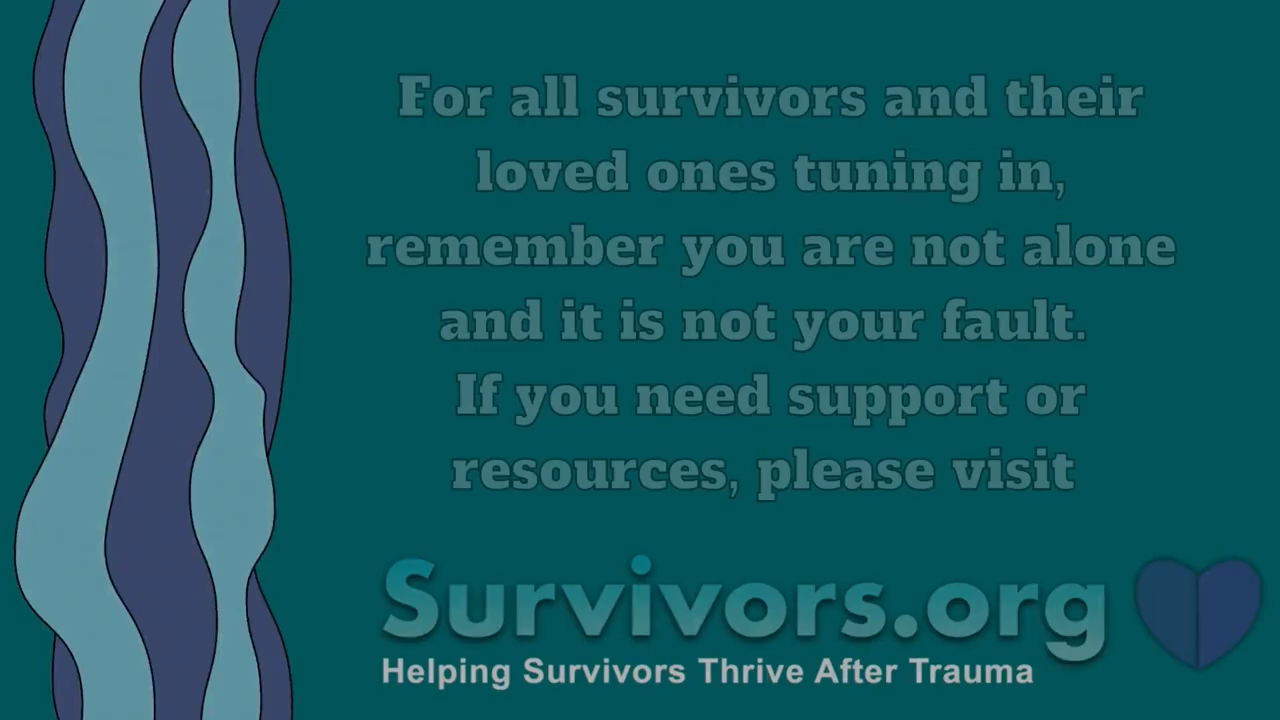 For all survivors and their
loved ones tuning in,
remember you are not alone
and it is not your fault.
If you need support or
resources, please visit
Survivors.org
Helping Survivors Thrive After Trauma